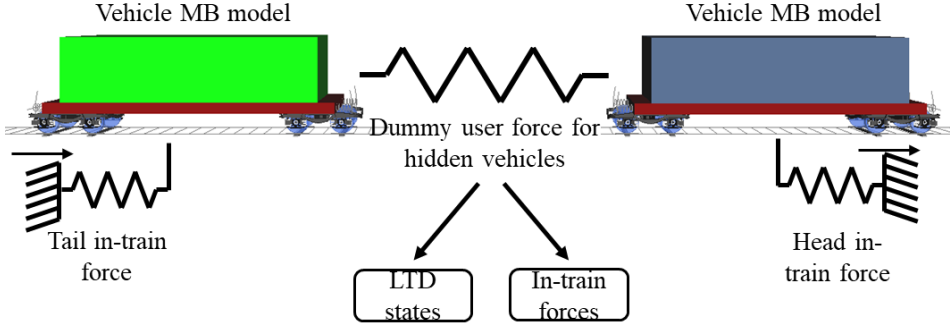 Vehicle MB model
Vehicle MB model
Dummy user force for
hidden vehicles
Tail in-train
force
Head in-
train force
LTD
states
In-train
forces